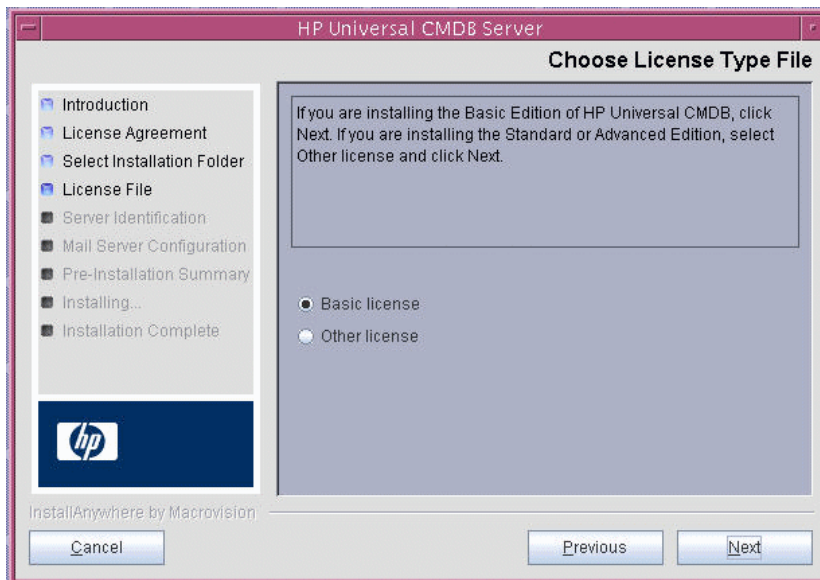 HP Universal CMDB Server
Choose License Type File
Introduction
License Agreement
Select Installation Folder
License File
Server Identification
Mail Server Configuration
Pre-Installation Summary
Installing...
Installation Complete
If you are installing the Basic Edition of HP Universal CMDB, click
Next. If you are installing the Standard or Advanced Edition, select
Other license and click Next.
Basic license
Other license
hp
InstallAnywhere by Macrovision
Cancel
Previous
Next